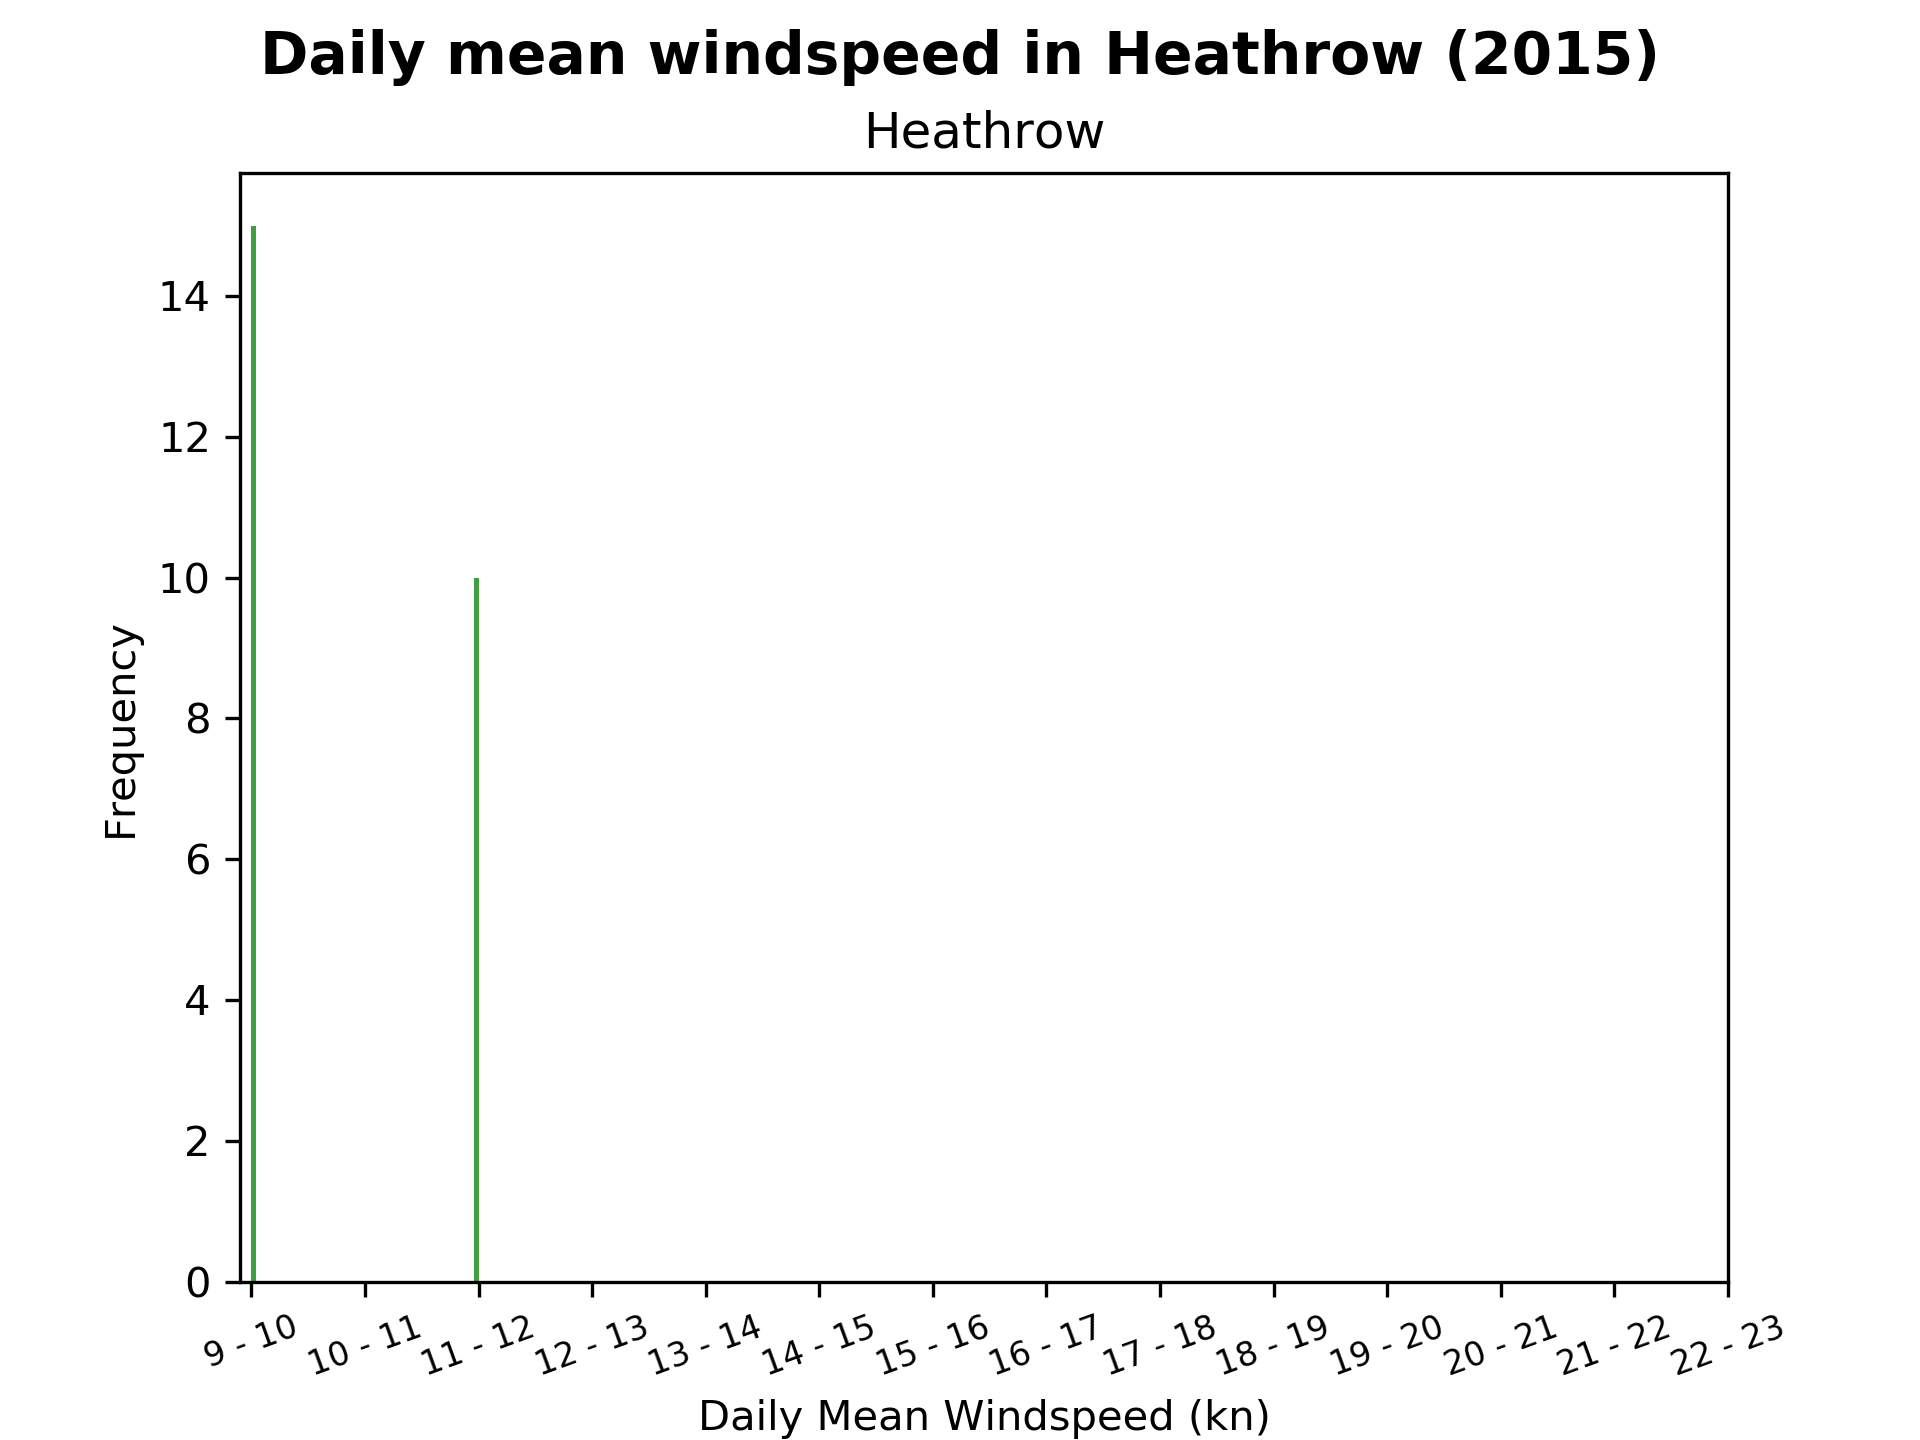 Daily mean windspeed in Heathrow (2015)
Heathrow
14
12
10
8
6
4
2
0
Frequency
9 - 10
10 - 11
11 - 12
12 - 13
13 - 14
14 - 15
15 - 16
16 - 17
17 - 18
18 - 19
19 - 20
20 - 21
21 - 22
22 - 23
Daily Mean Windspeed (kn)